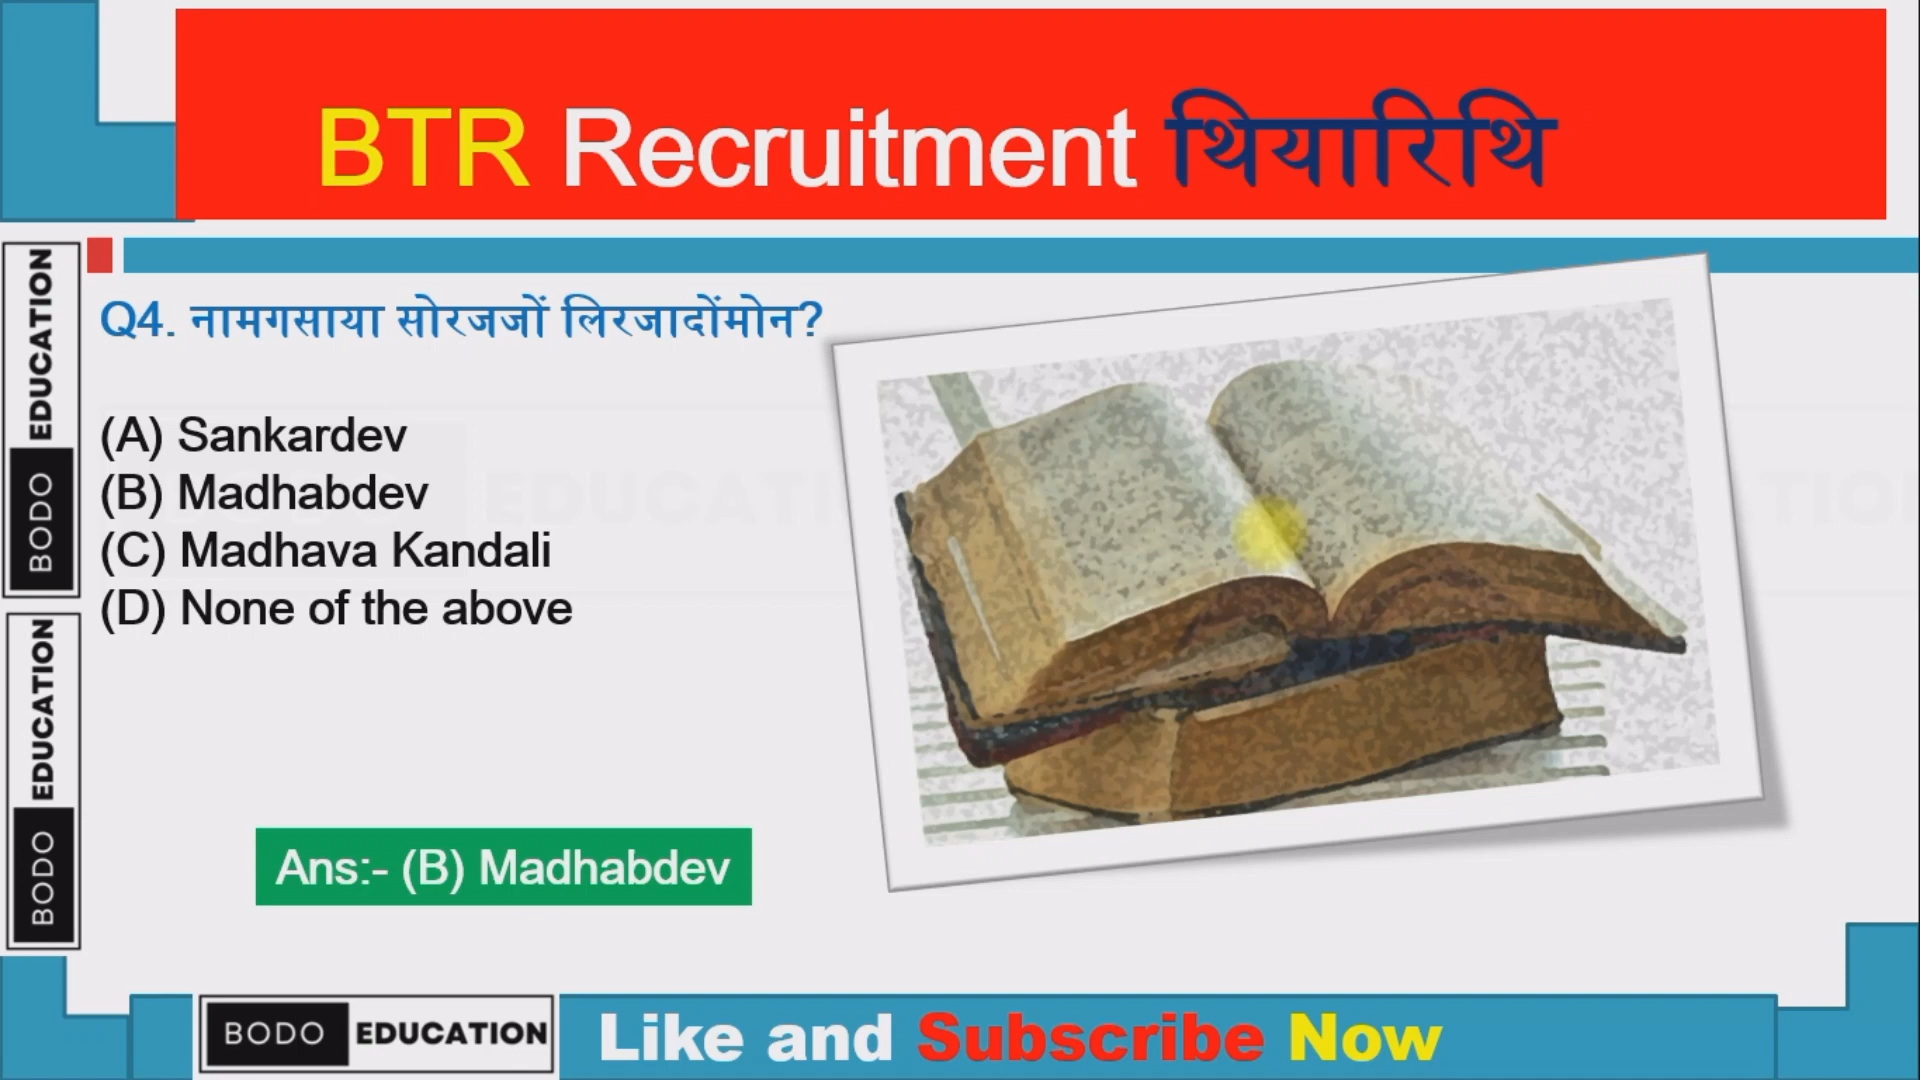 BTR Recruitment थियारिथि
Q4. नामगसाया सोरजजों लिरजादोंमोन?
(A) Sankardev
(B) Madhabdev
(C) Madhava Kandali
(D) None of the above
Ans:- (B) Madhabdev
BODO EDUCATION
BODO EDUCATION
BODO EDUCATION
Like and Subscribe Now